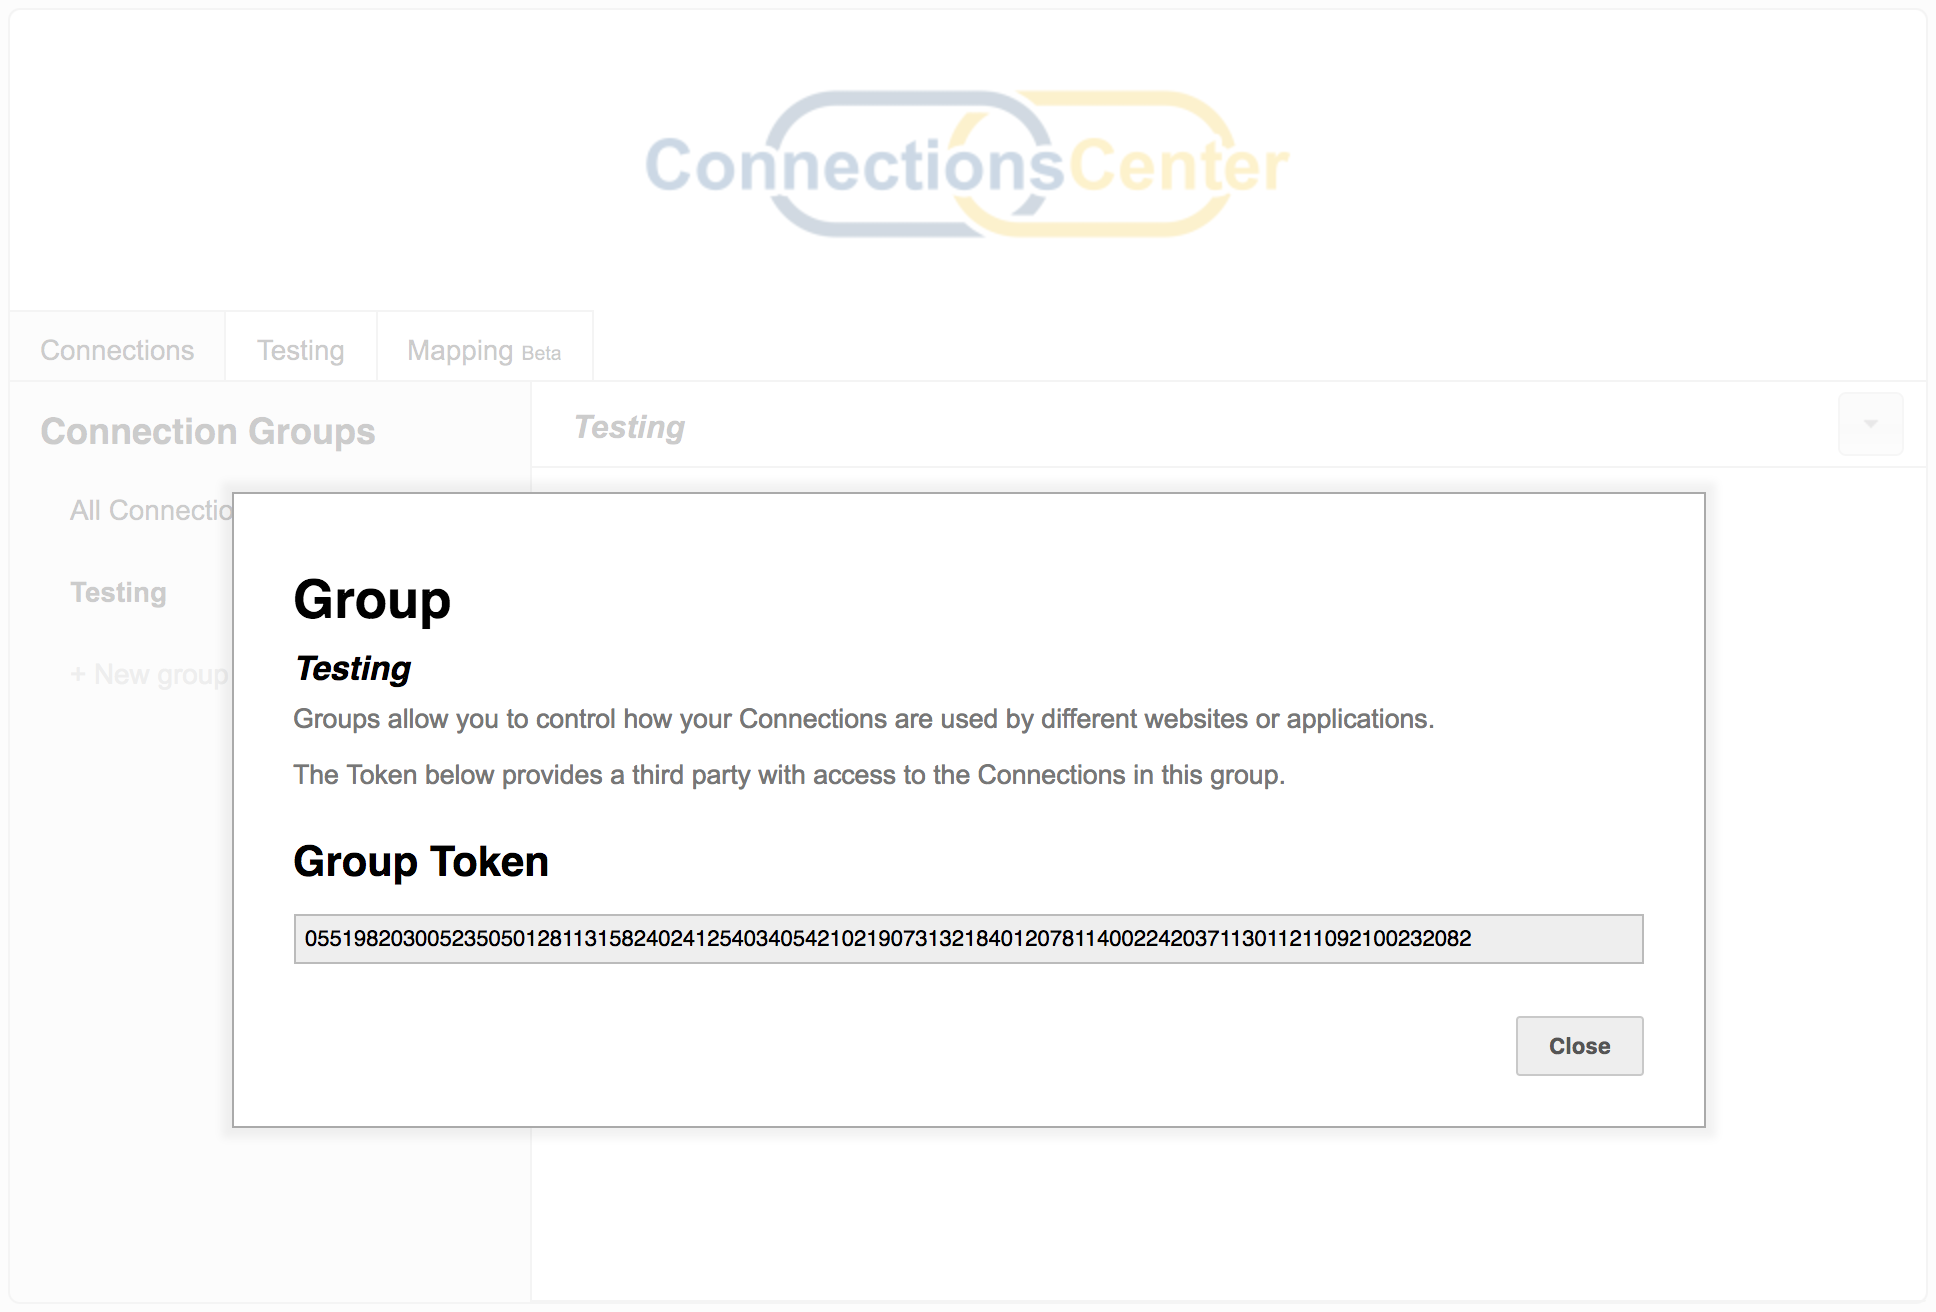 ConnectionsCenter
Connections
Testing
Mapping Beta
Connection Groups
Testing
All Connectio
Testing
+ New group
Group
Testing
Groups allow you to control how your Connections are used by different websites or applications.
The Token below provides a third party with access to the Connections in this group.
Group Token
0551982030052350501281131582402412540340542102190731321840120781140022420371130112110921002320​82
Close